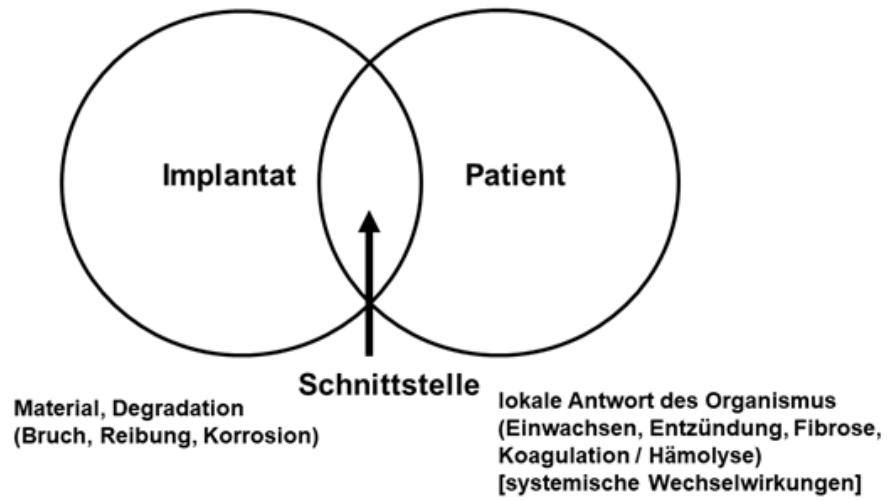 Implantat
Patient
Schnittstelle
Material, Degradation
(Bruch, Reibung, Korrosion)
lokale Antwort des Organismus
(Einwachsen, Entzündung, Fibrose,
Koagulation / Hämolyse)
[systemische Wechselwirkungen]